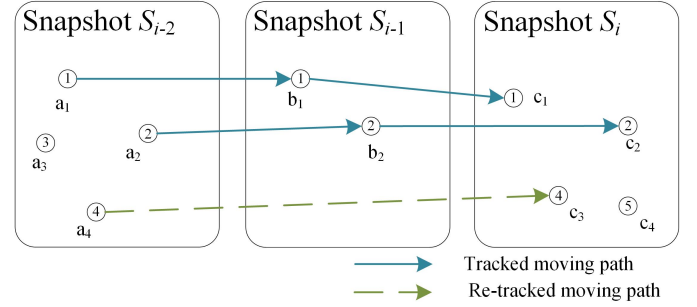 Snapshot Si-2 Snapshot Si-1 Snapshot Si
1 1 1
a1 b1 c1
3 2 2 2
a3 a2 b2 c2
4 4 5
a4 c3 c4
Tracked moving path
Re-tracked moving path